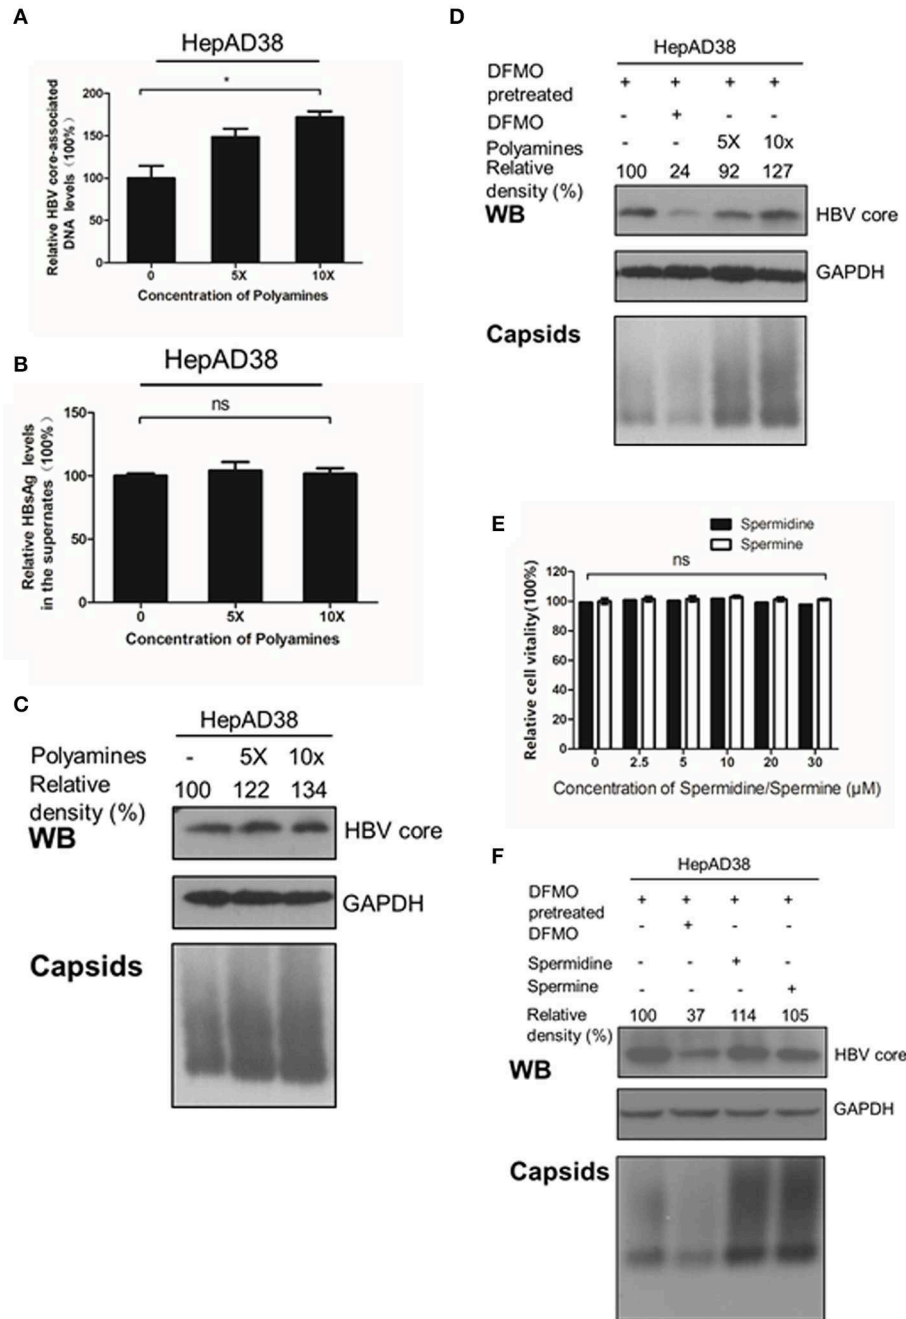 A
HepAD38
*
Relative HBV core-associated
DNA levels (100%)
200
150
100
50
0
0 5X 10X
Concentration of Polyamines
B
HepAD38
ns
Relative HBsAg levels
in the supernates (100%)
150
100
50
0
0 5X 10X
Concentration of Polyamines
C
HepAD38
Polyamines - 5X 10x
Relative
density (%) 100 122 134
WB
HBV core
GAPDH
Capsids
D
HepAD38
DFMO
pretreated + + + +
DFMO - + - -
Polyamines - - 5X 10x
Relative
density (%) 100 24 92 127
WB
HBV core
GAPDH
Capsids
E
Spermidine
Spermine
ns
Relative cell vitality(100%)
120
100
80
60
40
20
0
0 2.5 5 10 20 30
Concentration of Spermidine/Spermine (μM)
F
HepAD38
DFMO
pretreated + + + +
DFMO - + - -
Spermidine - - + -
Spermine - - - +
Relative
density (%) 100 37 114 105
WB
HBV core
GAPDH
Capsids